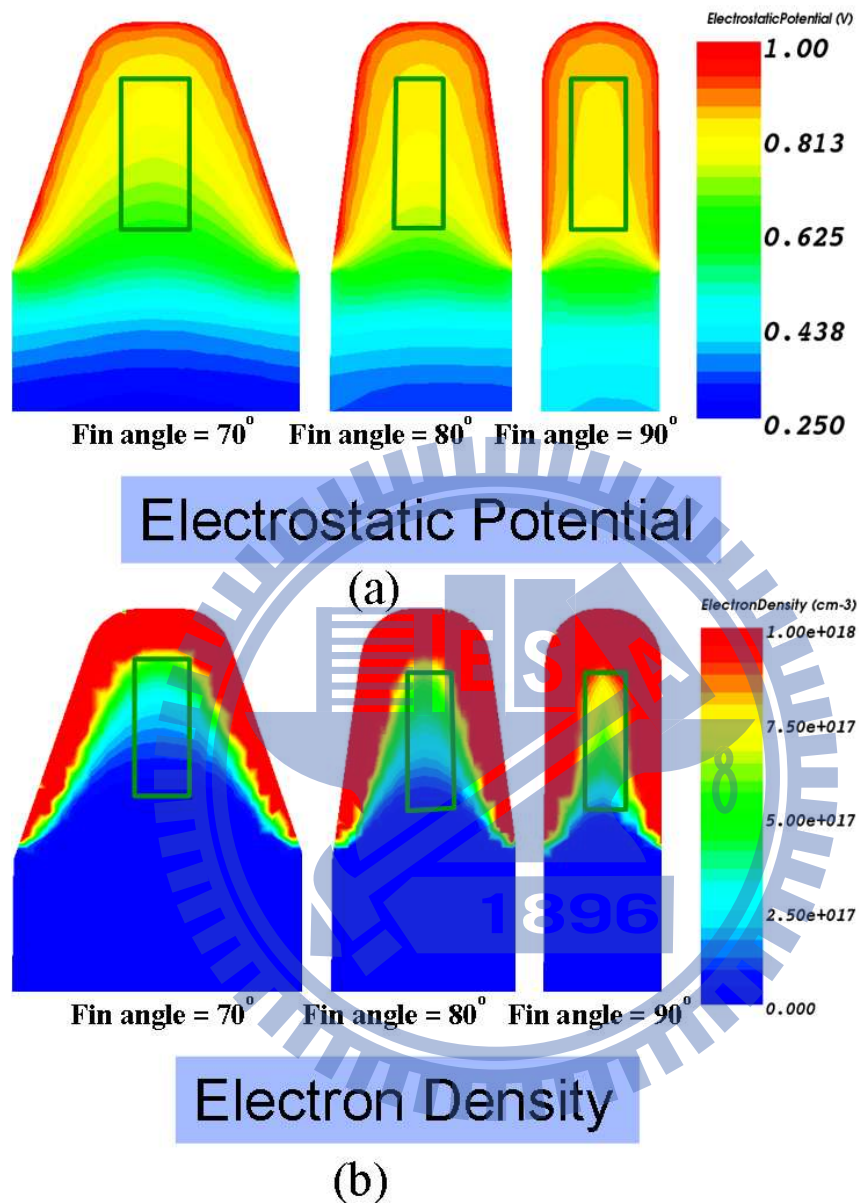 ElectrostaticPotential (V)
1.00
0.813
0.625
0.438
0.250
Fin angle = 70° Fin angle = 80° Fin angle = 90°
Electrostatic Potential
(a)
ElectronDensity (cm-3)
1.00e+018
7.50e+017
5.00e+017
2.50e+017
0.000
ESA
8
1896
Fin angle = 70° Fin angle = 80° Fin angle = 90°
Electron Density
(b)